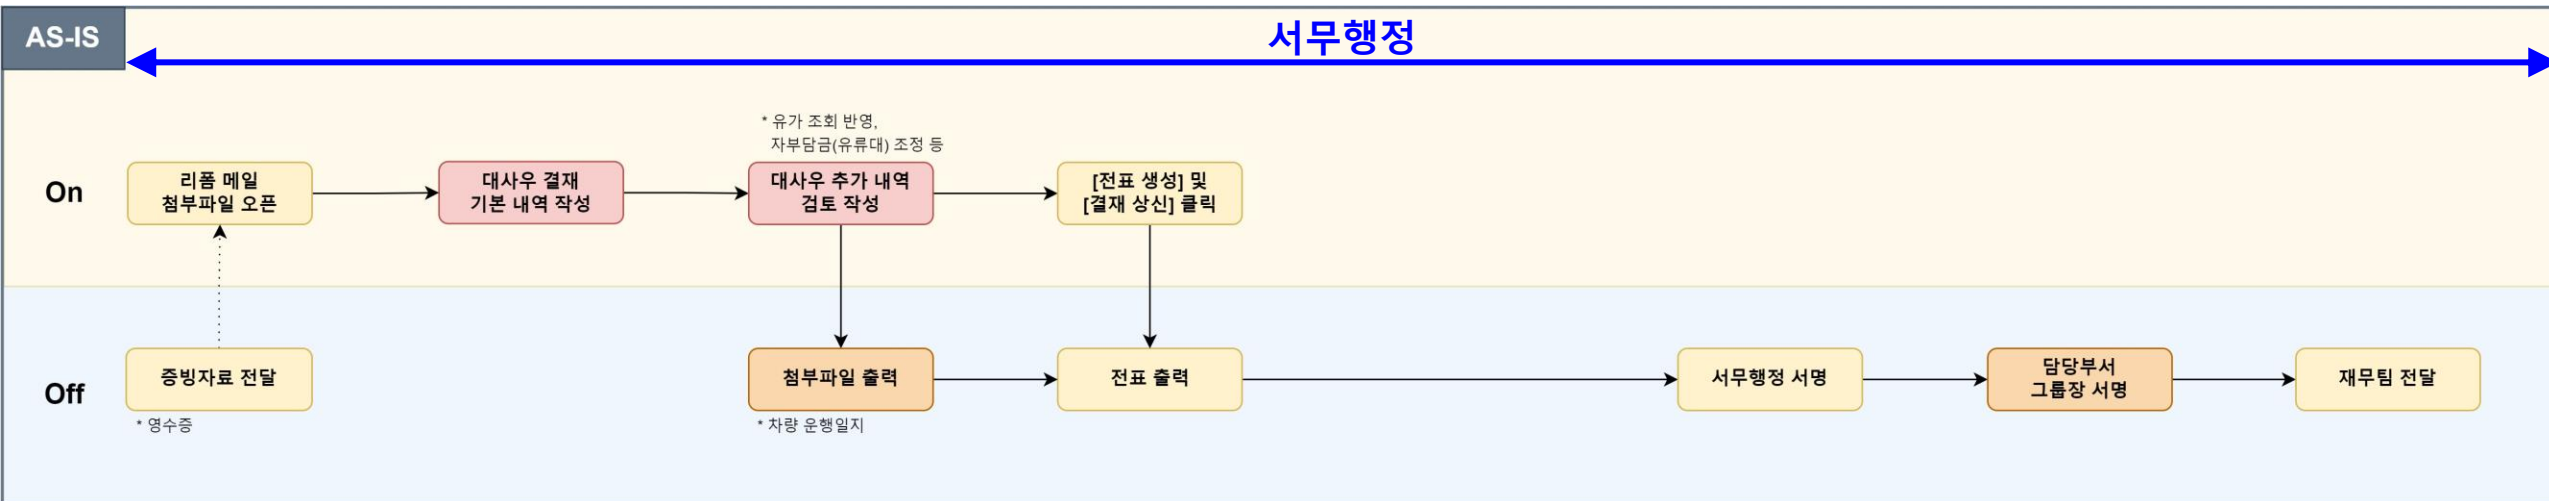 AS-IS
서무행정
* 유가 조회 반영,
자부담금(유류대) 조정 등
On
리폼 메일
첨부파일 오픈
대사우 결재
기본 내역 작성
대사우 추가 내역
검토 작성
[전표 생성] 및
[결재 상신] 클릭
Off
증빙자료 전달
* 영수증
첨부파일 출력
* 차량 운행일지
전표 출력
서무행정 서명
담당부서
그룹장 서명
재무팀 전달